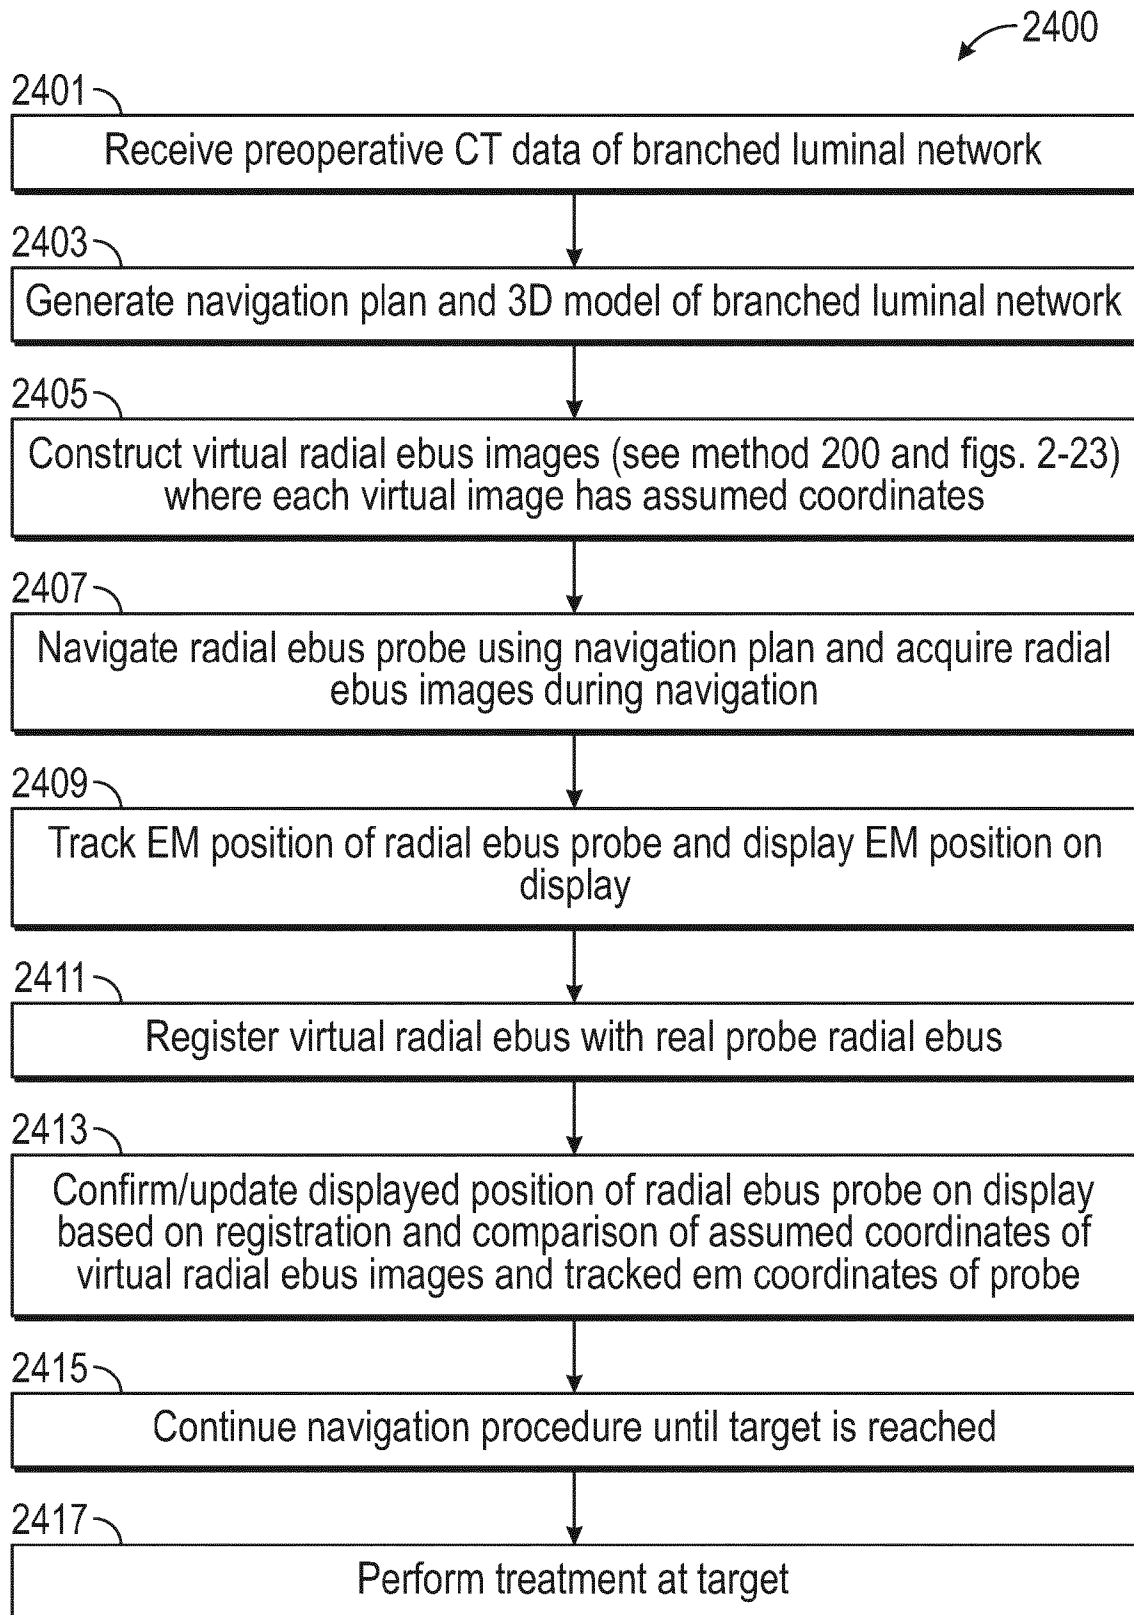 2400
2401
Receive preoperative CT data of branched luminal network
2403
Generate navigation plan and 3D model of branched luminal network
2405
Construct virtual radial ebus images (see method 200 and figs. 2-23)
where each virtual image has assumed coordinates
2407
Navigate radial ebus probe using navigation plan and acquire radial
ebus images during navigation
2409
Track EM position of radial ebus probe and display EM position on
display
2411
Register virtual radial ebus with real probe radial ebus
2413
Confirm/update displayed position of radial ebus probe on display
based on registration and comparison of assumed coordinates of
virtual radial ebus images and tracked em coordinates of probe
2415
Continue navigation procedure until target is reached
2417
Perform treatment at target